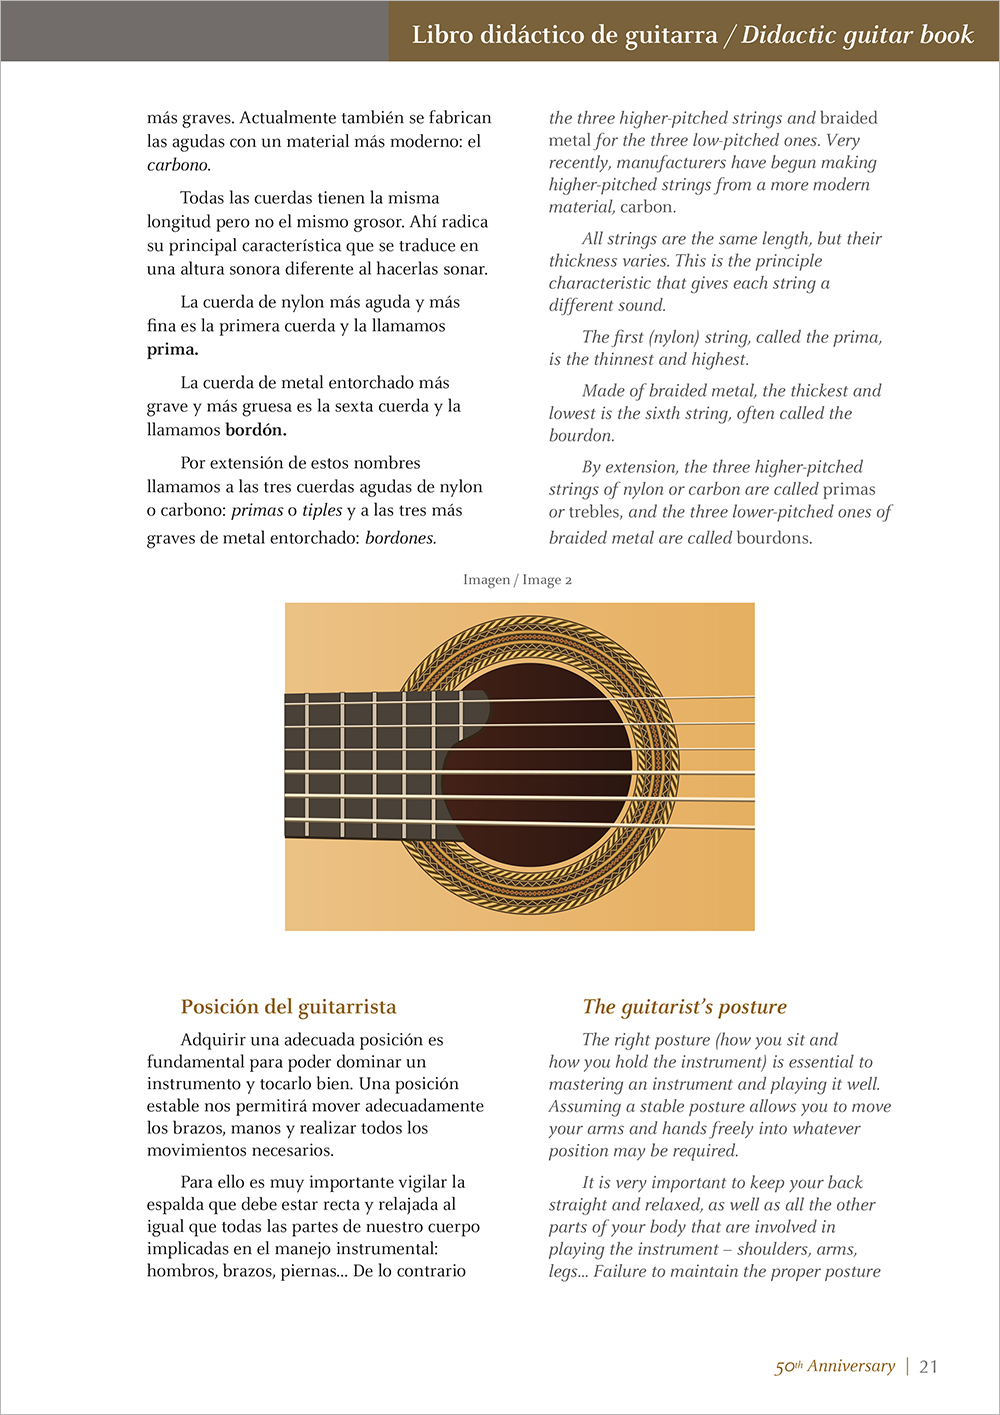 Libro didáctico de guitarra / Didactic guitar book
más graves. Actualmente también se fabrican
las agudas con un material más moderno: el
carbono.
Todas las cuerdas tienen la misma
longitud pero no el mismo grosor. Ahí radica
su principal característica que se traduce en
una altura sonora diferente al hacerlas sonar.
La cuerda de nylon más aguda y más
fina es la primera cuerda y la llamamos
prima.
La cuerda de metal entorchado más
grave y más gruesa es la sexta cuerda y la
llamamos bordón.
Por extensión de estos nombres
llamamos a las tres cuerdas agudas de nylon
o carbono: primas o tiples y a las tres más
graves de metal entorchado: bordones.
the three higher-pitched strings and braided
metal for the three low-pitched ones. Very
recently, manufacturers have begun making
higher-pitched strings from a more modern
material, carbon.
All strings are the same length, but their
thickness varies. This is the principle
characteristic that gives each string a
different sound.
The first (nylon) string, called the prima,
is the thinnest and highest.
Made of braided metal, the thickest and
lowest is the sixth string, often called the
bourdon.
By extension, the three higher-pitched
strings of nylon or carbon are called primas
or trebles, and the three lower-pitched ones of
braided metal are called bourdons.
Imagen / Image 2
Posición del guitarrista
Adquirir una adecuada posición es
fundamental para poder dominar un
instrumento y tocarlo bien. Una posición
estable nos permitirá mover adecuadamente
los brazos, manos y realizar todos los
movimientos necesarios.
Para ello es muy importante vigilar la
espalda que debe estar recta y relajada al
igual que todas las partes de nuestro cuerpo
implicadas en el manejo instrumental:
hombros, brazos, piernas... De lo contrario
The guitarist's posture
The right posture (how you sit and
how you hold the instrument) is essential to
mastering an instrument and playing it well.
Assuming a stable posture allows you to move
your arms and hands freely into whatever
position may be required.
It is very important to keep your back
straight and relaxed, as well as all the other
parts of your body that are involved in
playing the instrument – shoulders, arms,
legs... Failure to maintain the proper posture
50th Anniversary | 21